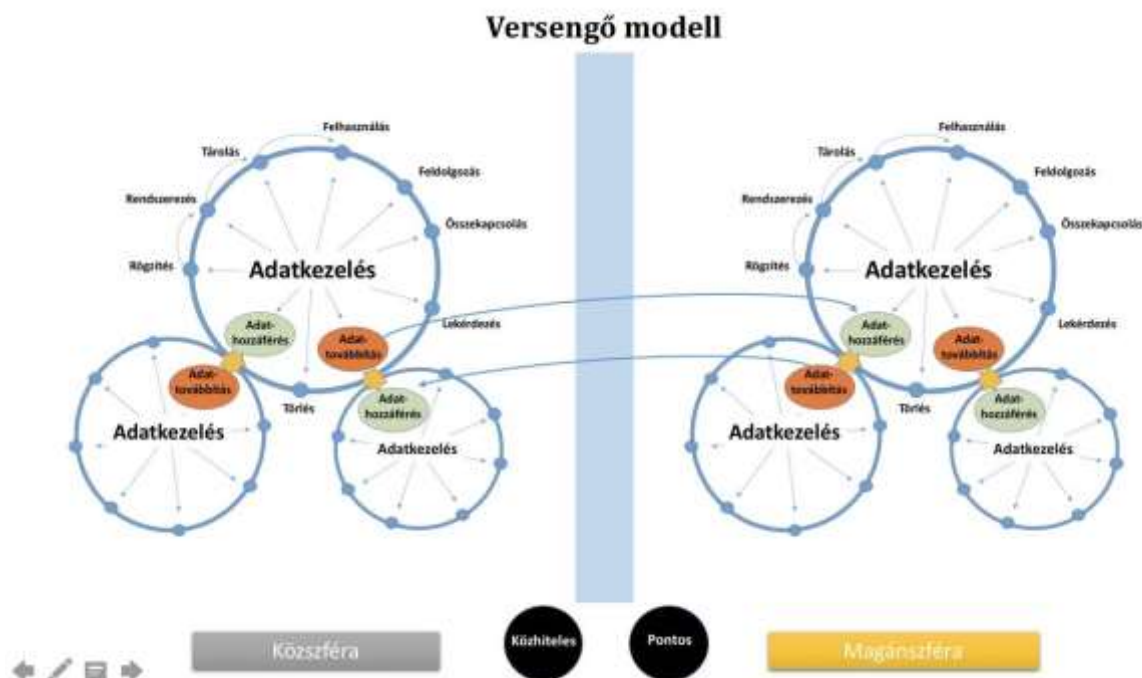 Versengő modell
Felhasználás
Tárolás
Feldolgozás
Rendszerezés
Összekapcsolás
Rögzítés
Adatkezelés
Lekérdezés
Adat-
hozzáférés
Adat-
továbbítás
Adat-
továbbítás
Adat-
hozzáférés
Törlés
Adatkezelés
Adatkezelés
Felhasználás
Tárolás
Feldolgozás
Rendszerezés
Összekapcsolás
Rögzítés
Adatkezelés
Lekérdezés
Adat-
hozzáférés
Adat-
továbbítás
Adat-
továbbítás
Adat-
hozzáférés
Törlés
Adatkezelés
Adatkezelés
Közszféra
Közhiteles
Pontos
Magánszféra